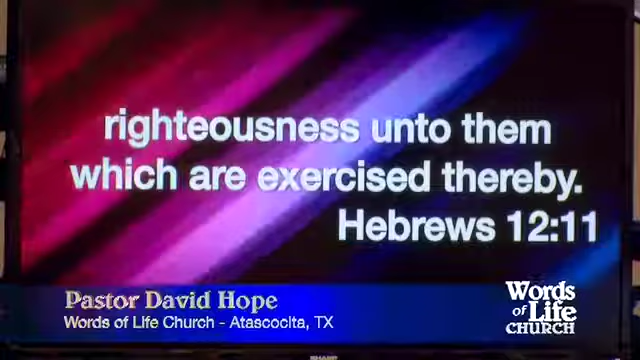 righteousness unto them
which are exercised thereby.
Hebrews 12:11
Pastor David Hope
Words of Life Church - Atascocita, TX
Words
of Life
CHURCH
SHARP